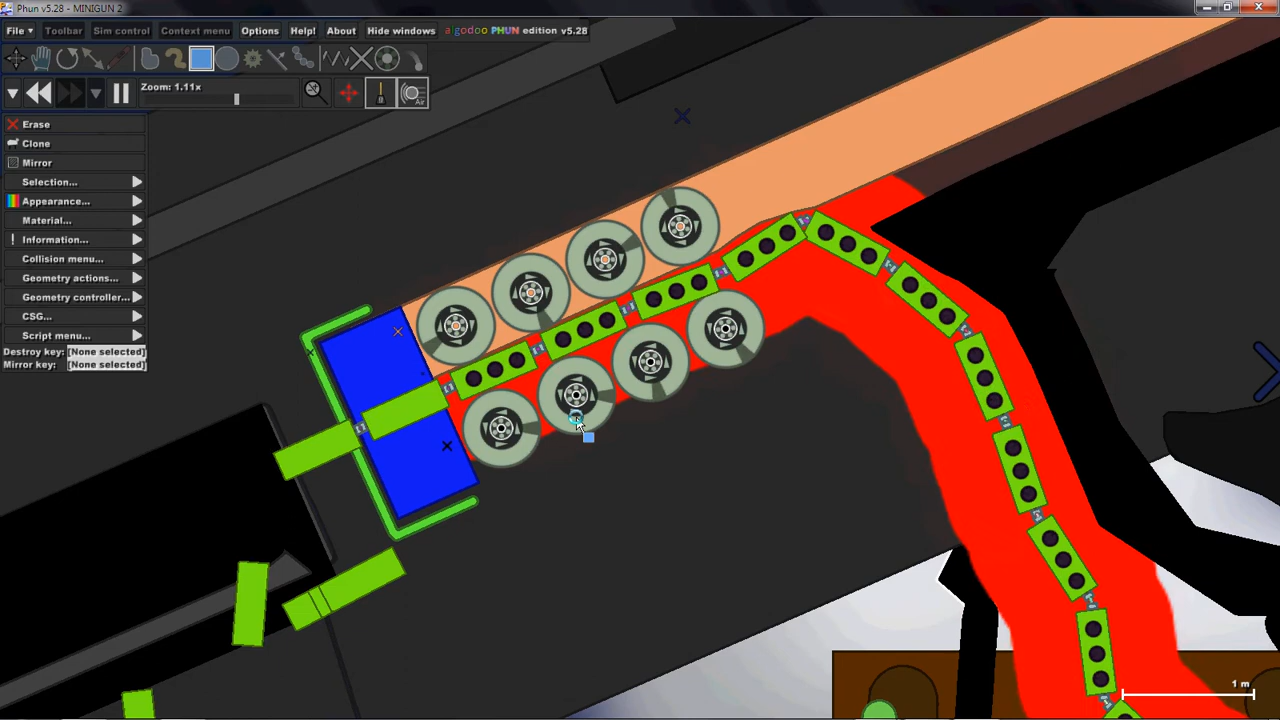 Phun v5.28 - MINIGUN 2
File Toolbar Sim control Context menu Options Help! About Hide windows algodoo PHUN edition v5.28
Zoom: 1.11x
Air
Erase
Clone
Mirror
Selection...
Appearance...
Material...
Information...
Collision menu...
Geometry actions...
Geometry controller...
CSG...
Script menu...
Destroy key: [None selected]
Mirror key: [None selected]
1 m